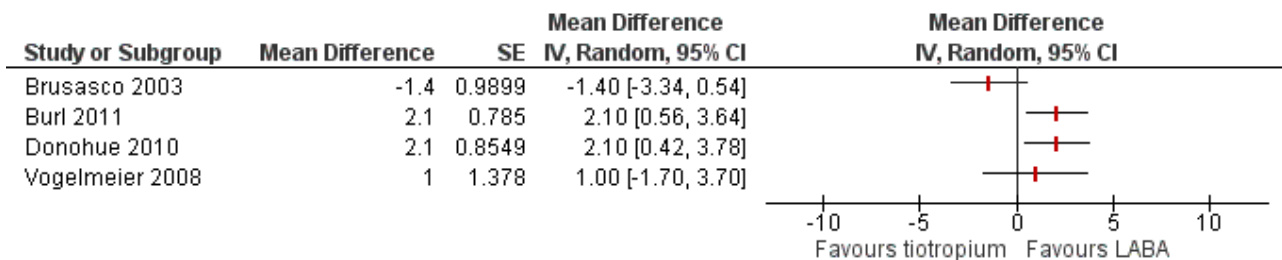 Mean Difference Mean Difference
Study or Subgroup Mean Difference SE IV, Random, 95% CI IV, Random, 95% CI
Brusasco 2003 -1.4 0.9899 -1.40 [-3.34, 0.54]
Burl 2011 2.1 0.785 2.10 [0.56, 3.64]
Donohue 2010 2.1 0.8549 2.10 [0.42, 3.78]
Vogelmeier 2008 1 1.378 1.00 [-1.70, 3.70]
-10 -5 0 5 10
Favours tiotropium Favours LABA